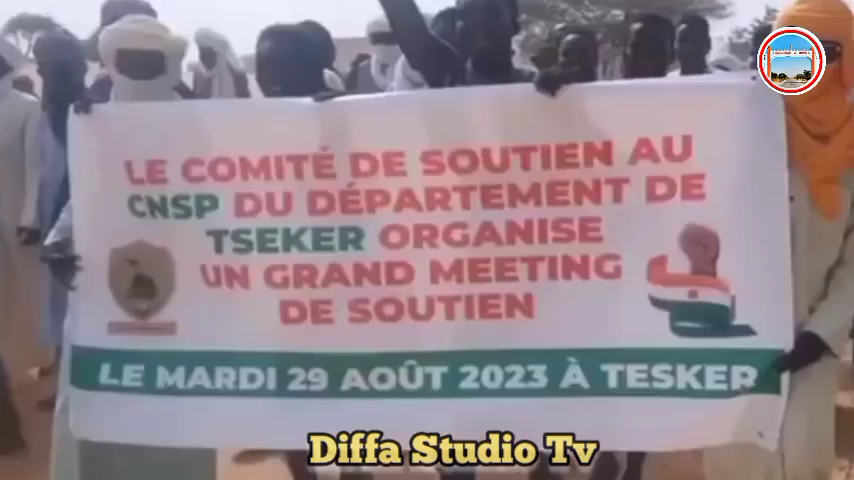 LE COMITÉ DE SOUTIEN AU
CNSP DU DÉPARTEMENT DE
TSEKER ORGANISE
UN GRAND MEETING
DE SOUTIEN
LE MARDI 29 AOÛT 2023 À TESKER
Diffa Studio Tv